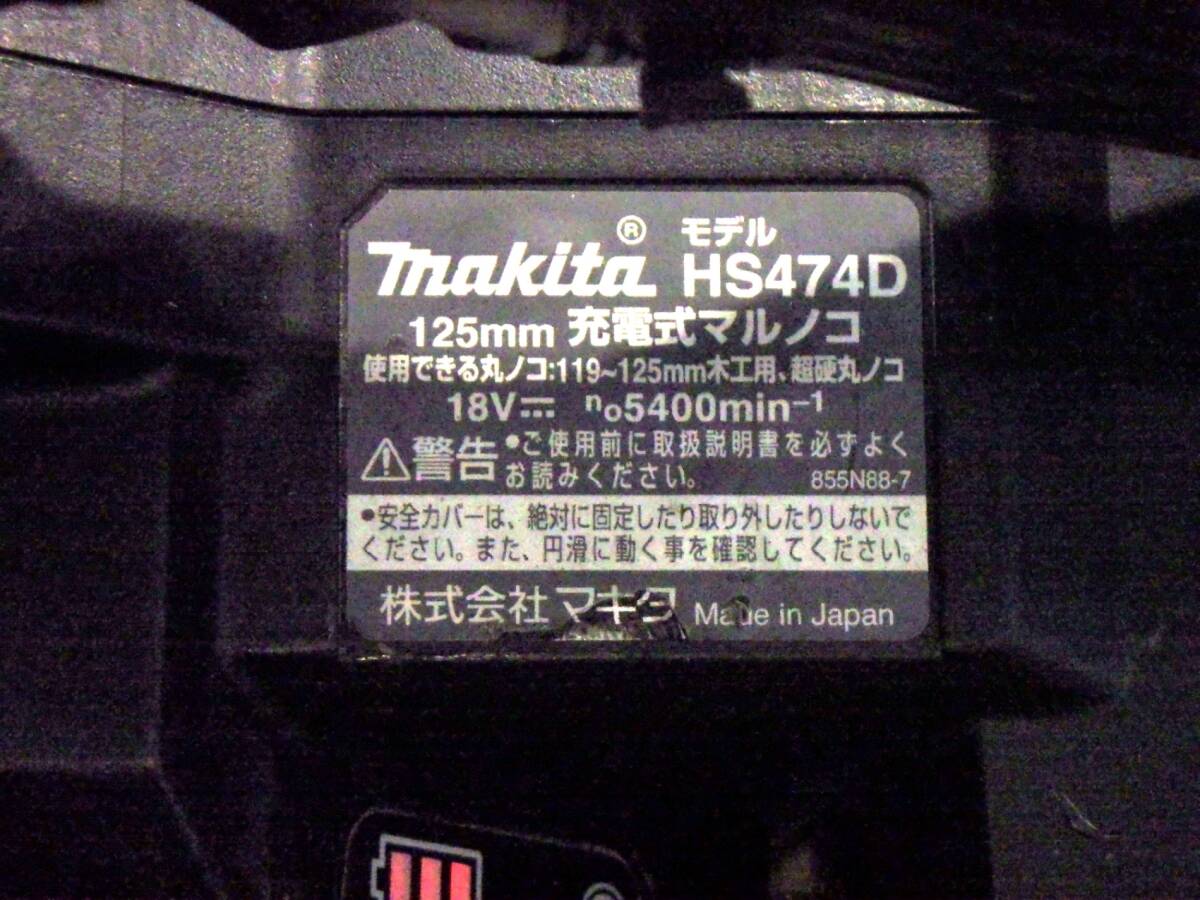 makita® モデル HS474D
125mm 充電式マルノコ
使用できる丸ノコ:119~125mm木工用、超硬丸ノコ
18V⎓ no5400min-1
⚠警告 •ご使用前に取扱説明書を必ずよく
お読みください。 855N88-7
•安全カバーは、絶対に固定したり取り外したりしないで
ください。また、円滑に動く事を確認してください。
株式会社マキタ Made in Japan